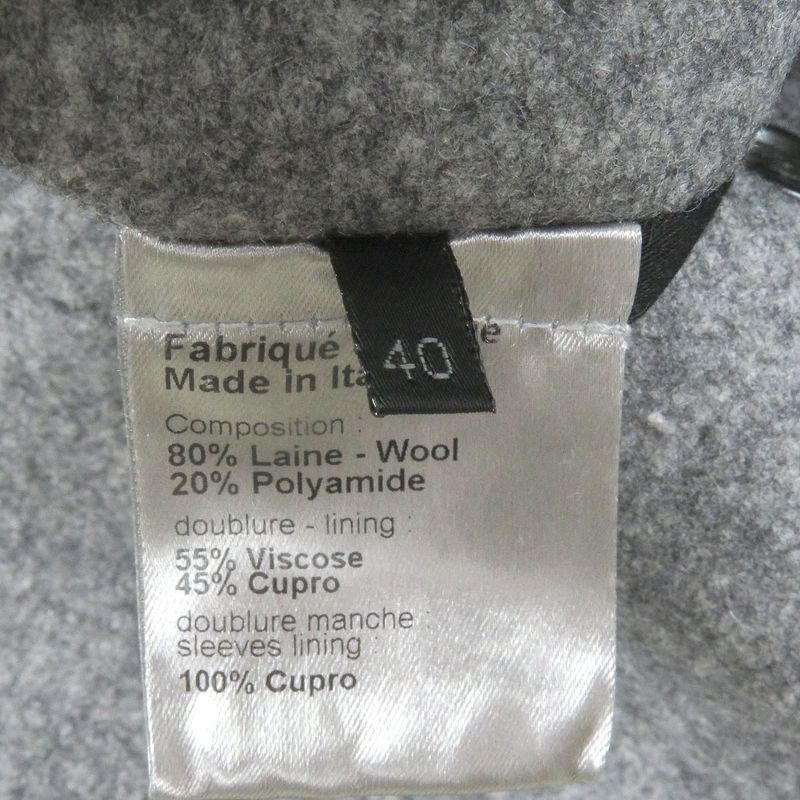 Fabriqué
Made in
40
Composition :
80% Laine - Wool
20% Polyamide
doublure - lining :
55% Viscose
45% Cupro
doublure manche :
sleeves lining :
100% Cupro